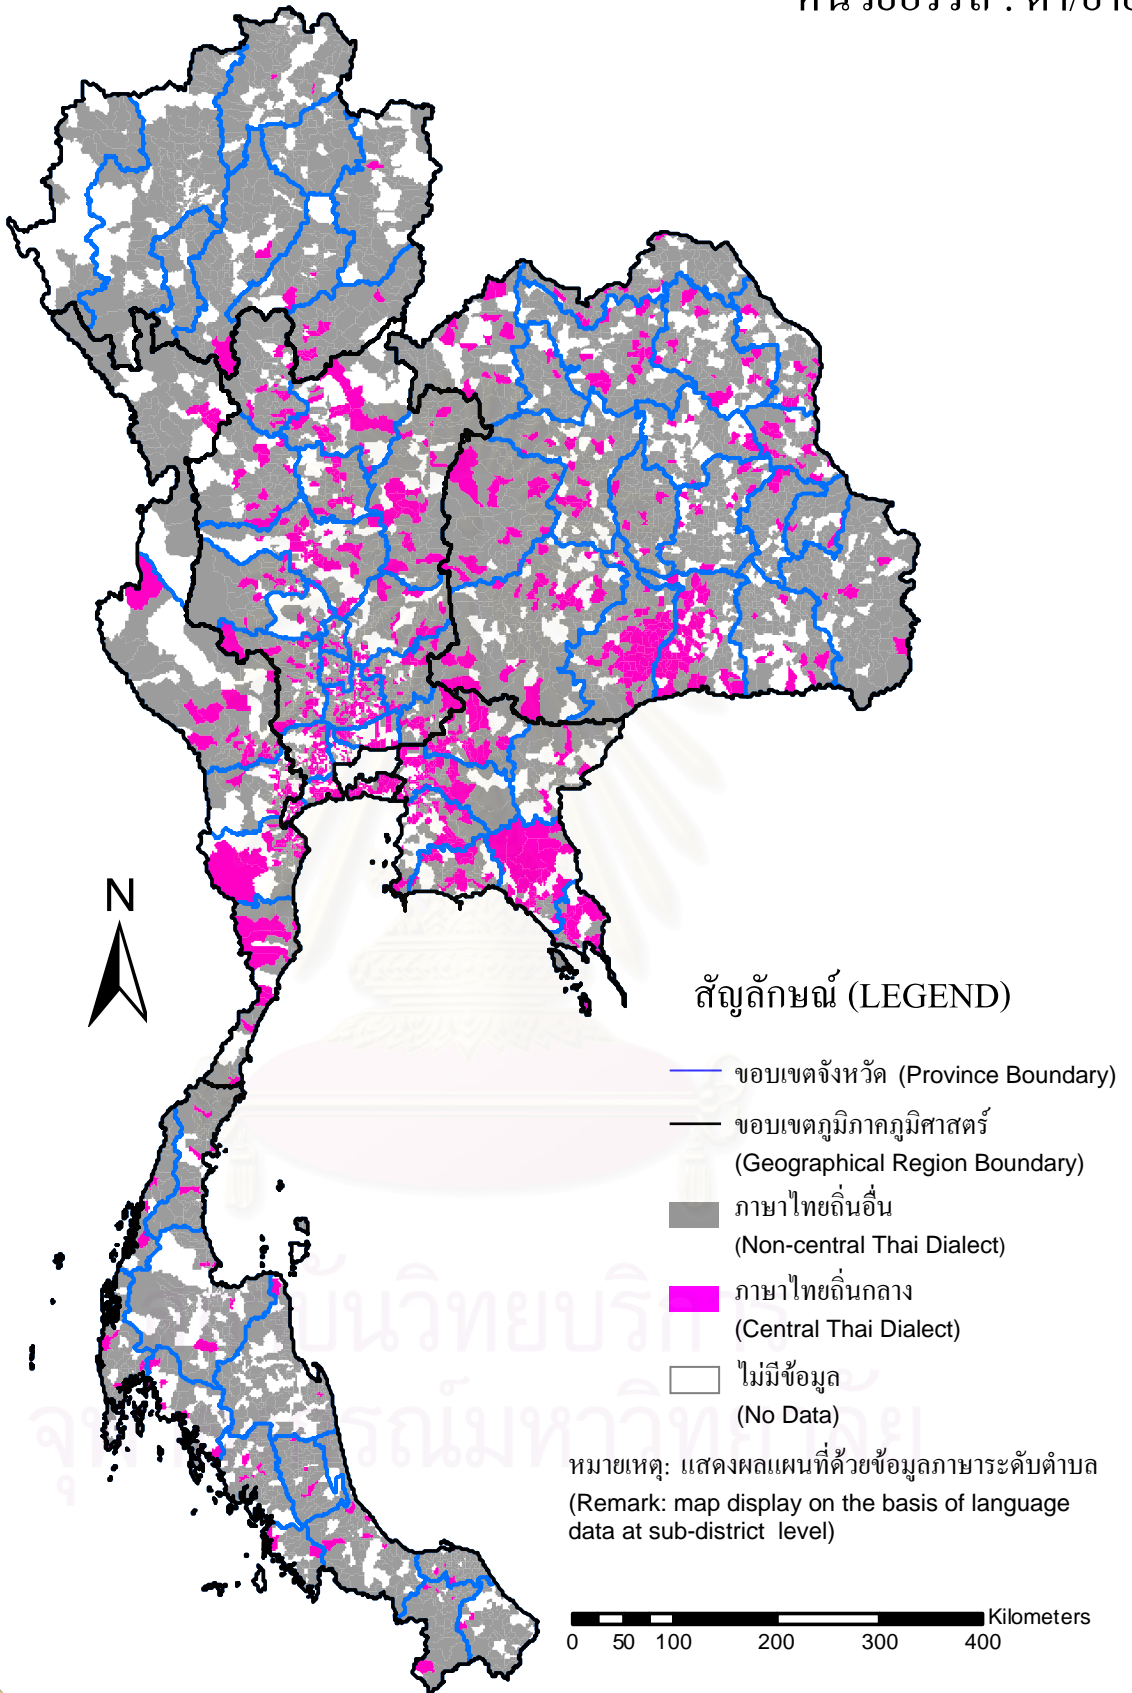 N
สัญลักษณ์ (LEGEND)
ขอบเขตจังหวัด (Province Boundary)
ขอบเขตภูมิภาคภูมิศาสตร์
(Geographical Region Boundary)
ภาษาไทยถิ่นอื่น
(Non-central Thai Dialect)
ภาษาไทยถิ่นกลาง
(Central Thai Dialect)
ไม่มีข้อมูล
(No Data)
หมายเหตุ: แสดงผลแผนที่ด้วยข้อมูลภาษาระดับตำบล
(Remark: map display on the basis of language
data at sub-district level)
Kilometers
0 50 100 200 300 400